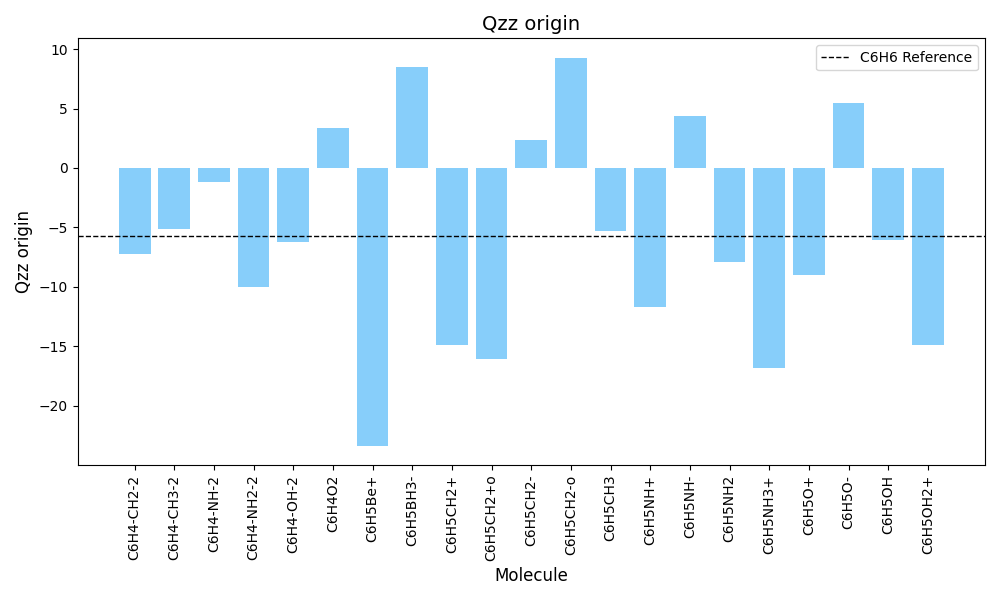 Qzz origin
C6H6 Reference
Qzz origin
10
5
0
−5
−10
−15
−20
C6H4-CH2-2
C6H4-CH3-2
C6H4-NH-2
C6H4-NH2-2
C6H4-OH-2
C6H4O2
C6H5Be+
C6H5BH3-
C6H5CH2+
C6H5CH2+o
C6H5CH2-
C6H5CH2-o
C6H5CH3
C6H5NH+
C6H5NH-
C6H5NH2
C6H5NH3+
C6H5O+
C6H5O-
C6H5OH
C6H5OH2+
Molecule